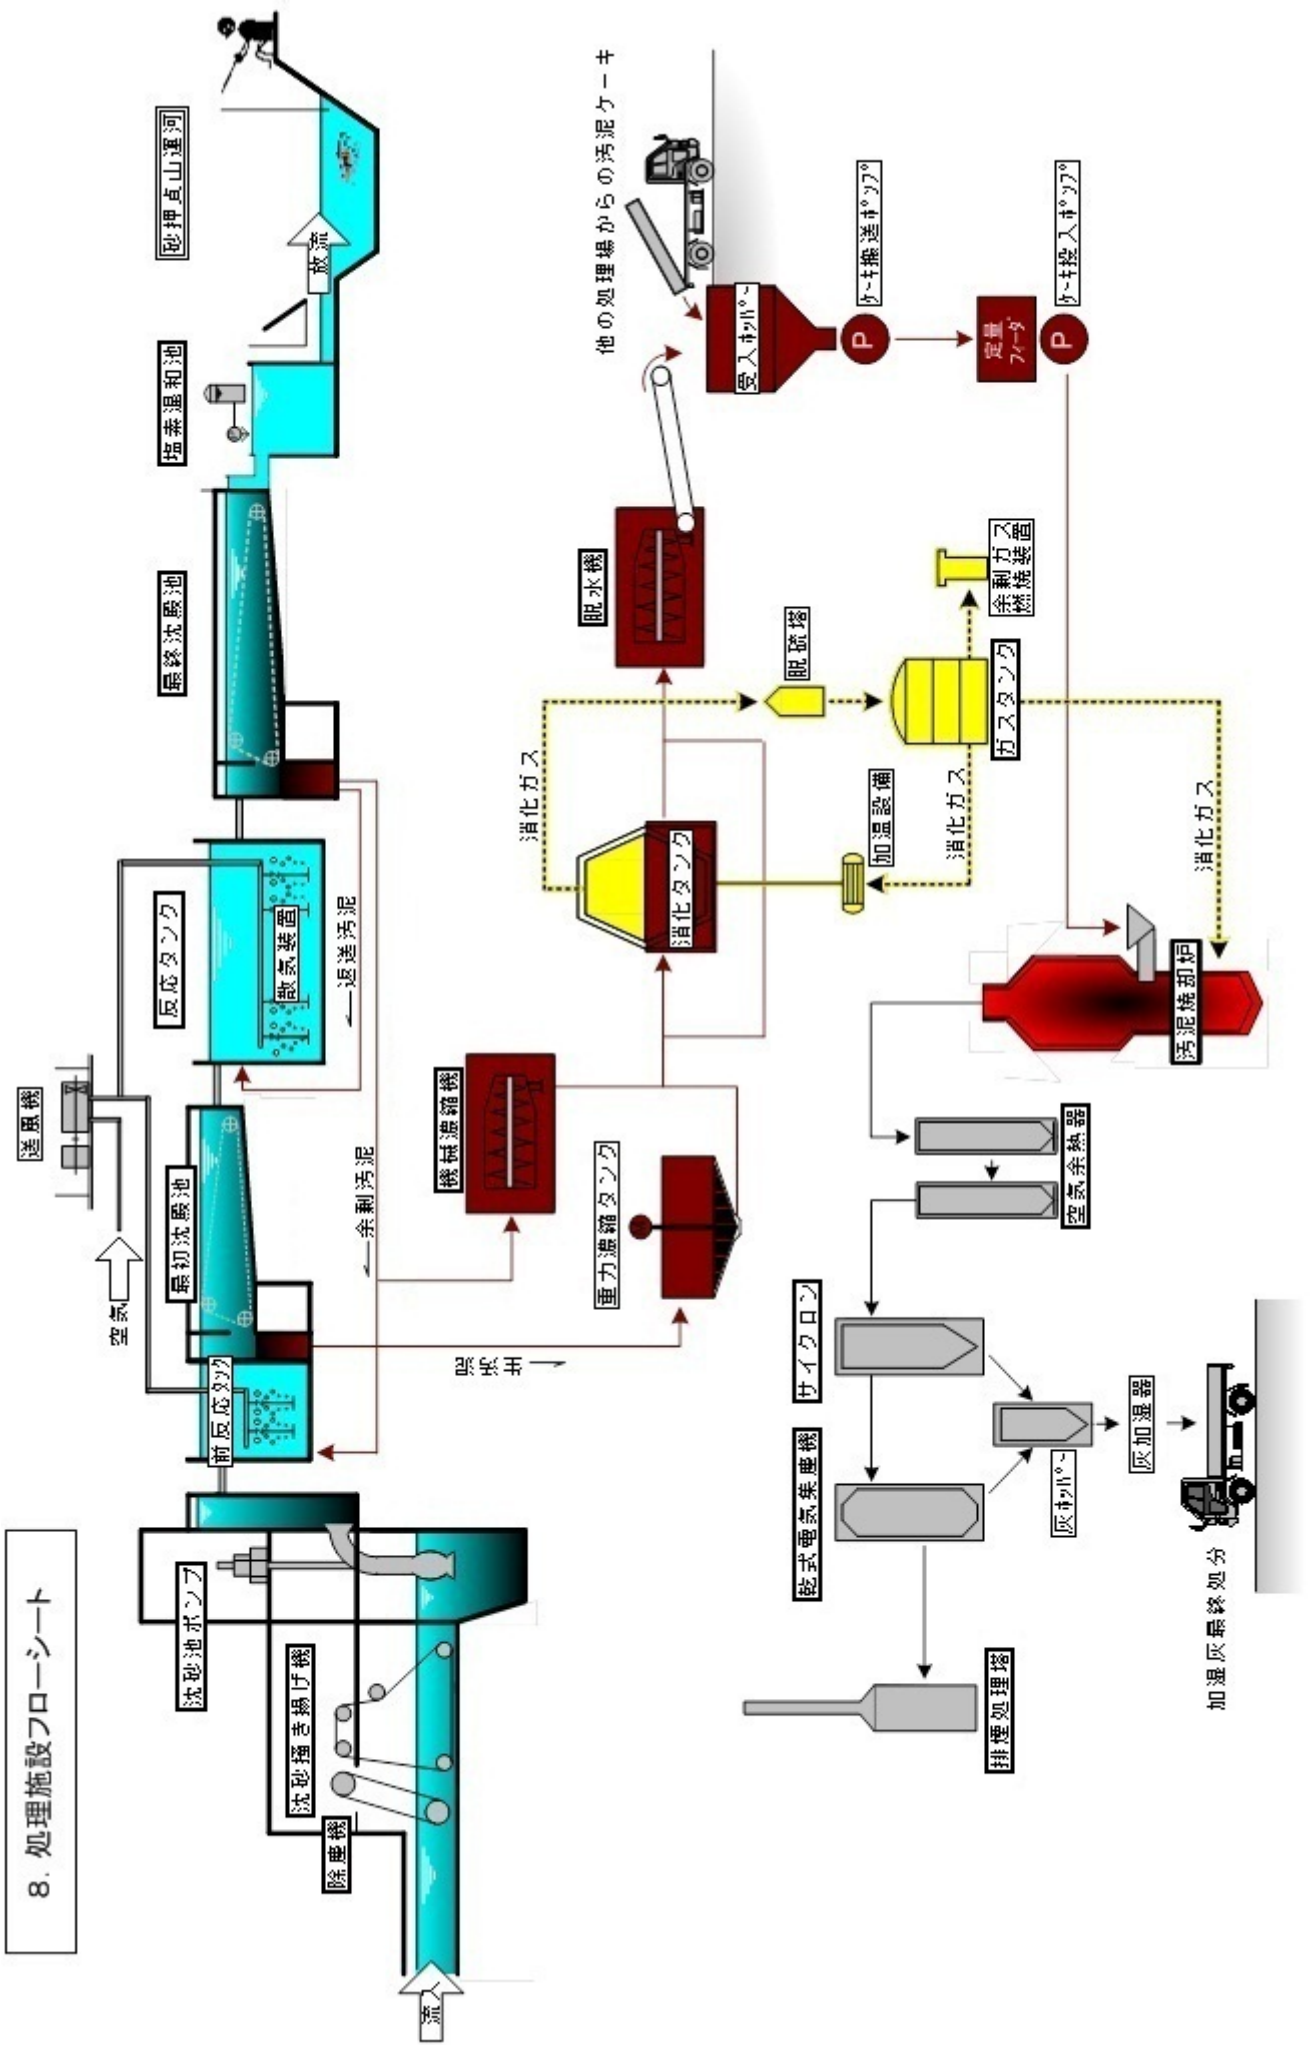 8. 処理施設フローシート
流入
除塵機
沈砂掻き揚げ機
沈砂池ポンプ
前反応タンク
最初沈殿池
空気
送風機
反応タンク
散気装置
最終沈殿池
塩素混和池
放流
砂押貞山運河
返送汚泥
余剰汚泥
生汚泥
重力濃縮タンク
機械濃縮機
消化タンク
消化ガス
脱水機
他の処理場からの汚泥ケーキ
受入ホッパー
P
ケーキ搬送ポンプ
定量
フィーダ
P
ケーキ投入ポンプ
脱硫塔
ガスタンク
余剰ガス
燃焼装置
加温設備
消化ガス
消化ガス
汚泥焼却炉
空気余熱器
サイクロン
乾式電気集塵機
灰ホッパー
灰加湿器
加湿灰最終処分
排煙処理塔